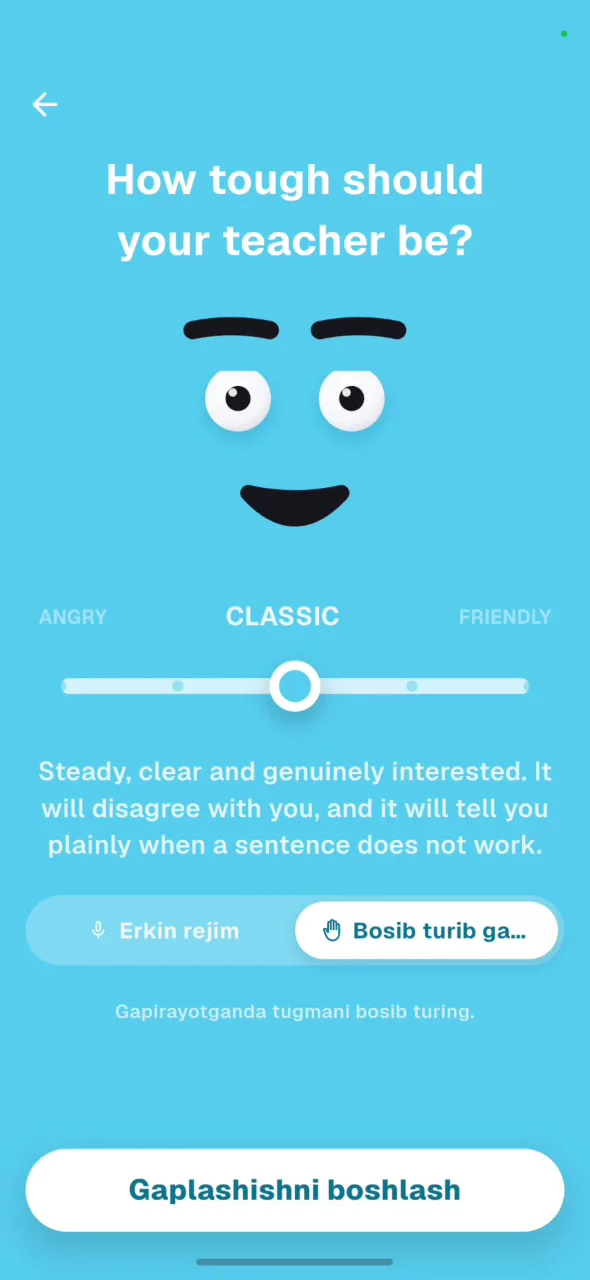 How tough should
your teacher be?
ANGRY
CLASSIC
FRIENDLY
Steady, clear and genuinely interested. It
will disagree with you, and it will tell you
plainly when a sentence does not work.
Erkin rejim
Bosib turib ga...
Gapirayotganda tugmani bosib turing.
Gaplashishni boshlash